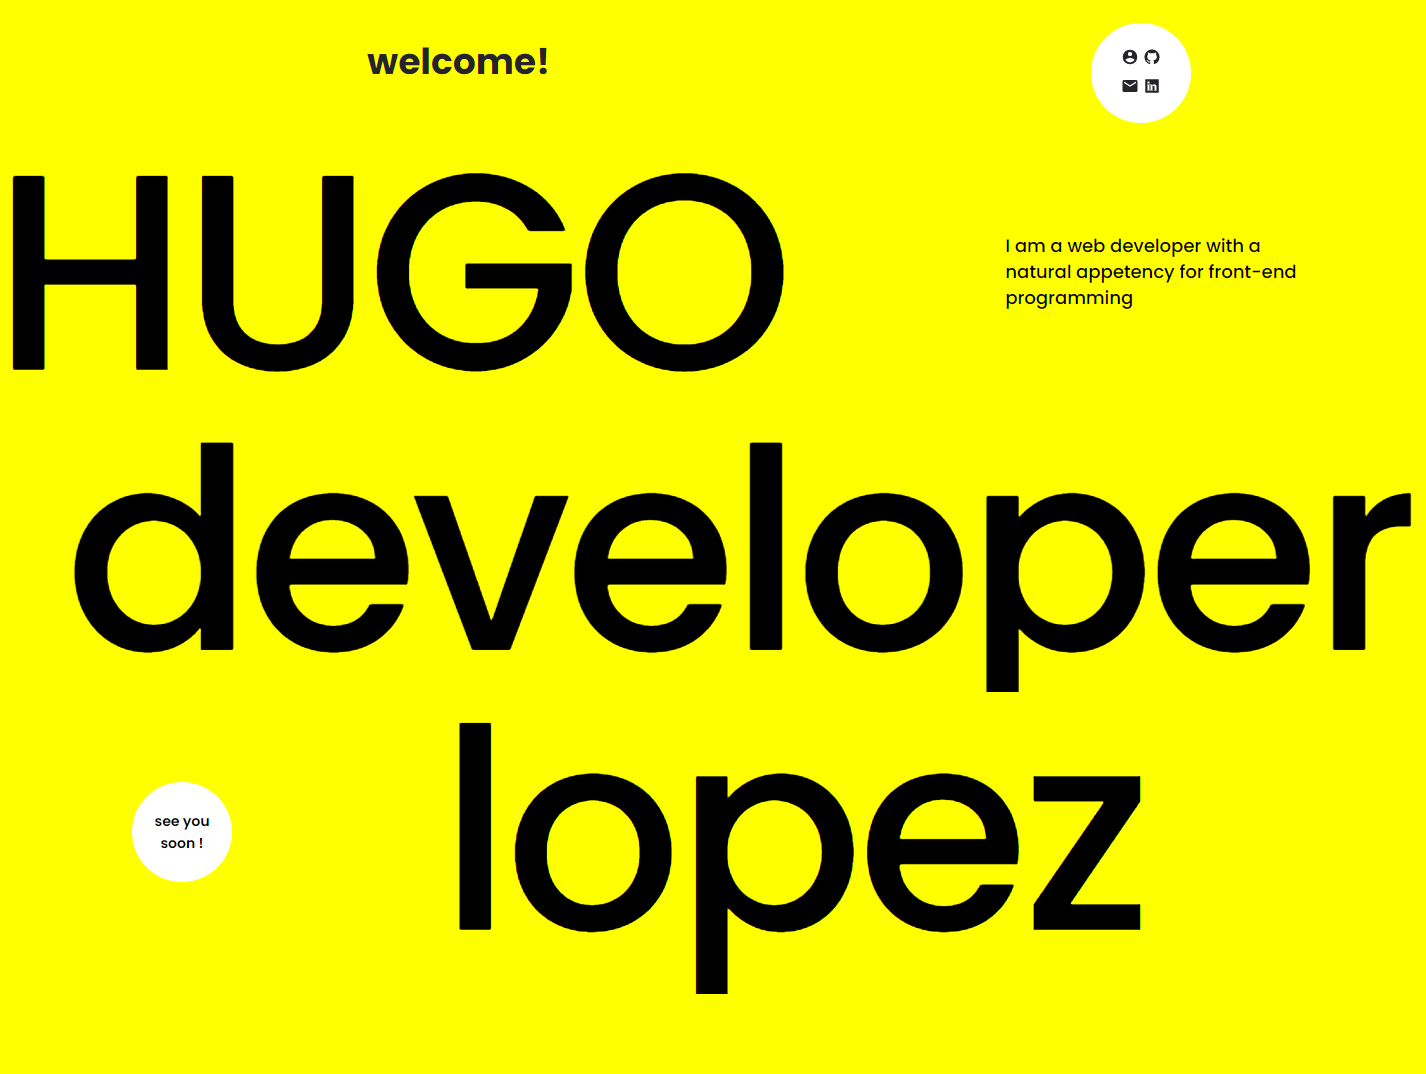 welcome!
HUGO
I am a web developer with a
natural appetency for front-end
programming
developer
lopez
see you
soon !